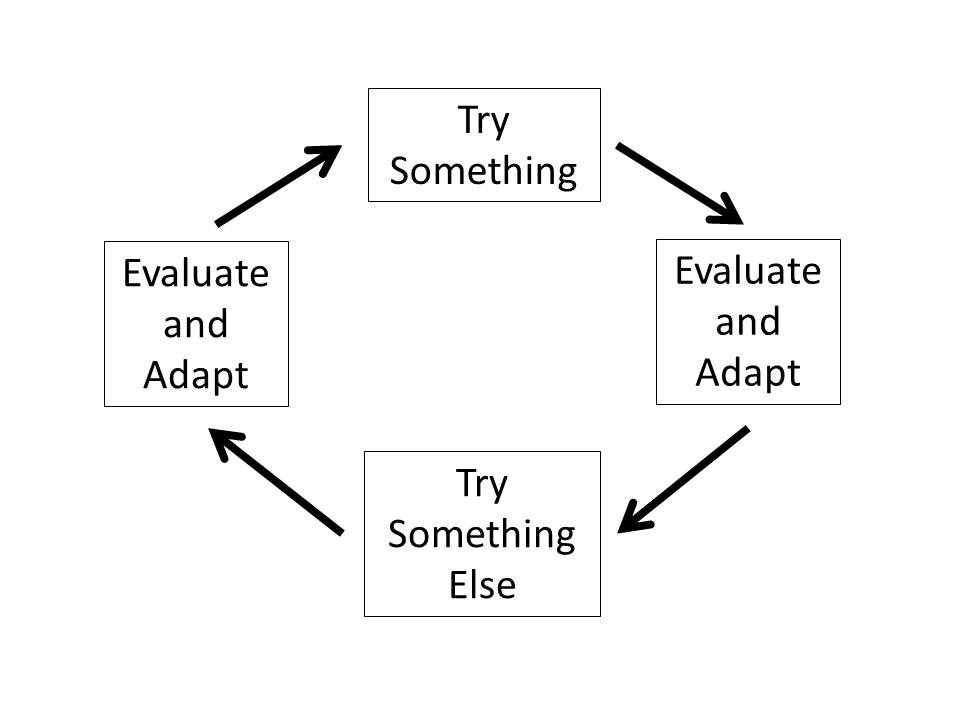 Try
Something
Evaluate
and
Adapt
Try
Something
Else
Evaluate
and
Adapt